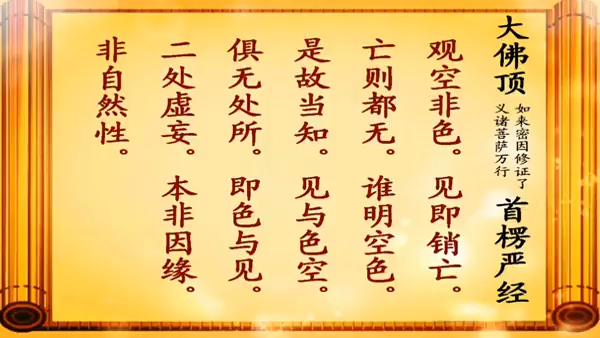 大佛顶
如来密因修证了
义诸菩萨万行
首楞严经
观空非色。见即销亡。
亡则都无。谁明空色。
是故当知。见与色空。
俱无处所。即色与见。
二处虚妄。本非因缘。
非自然性。